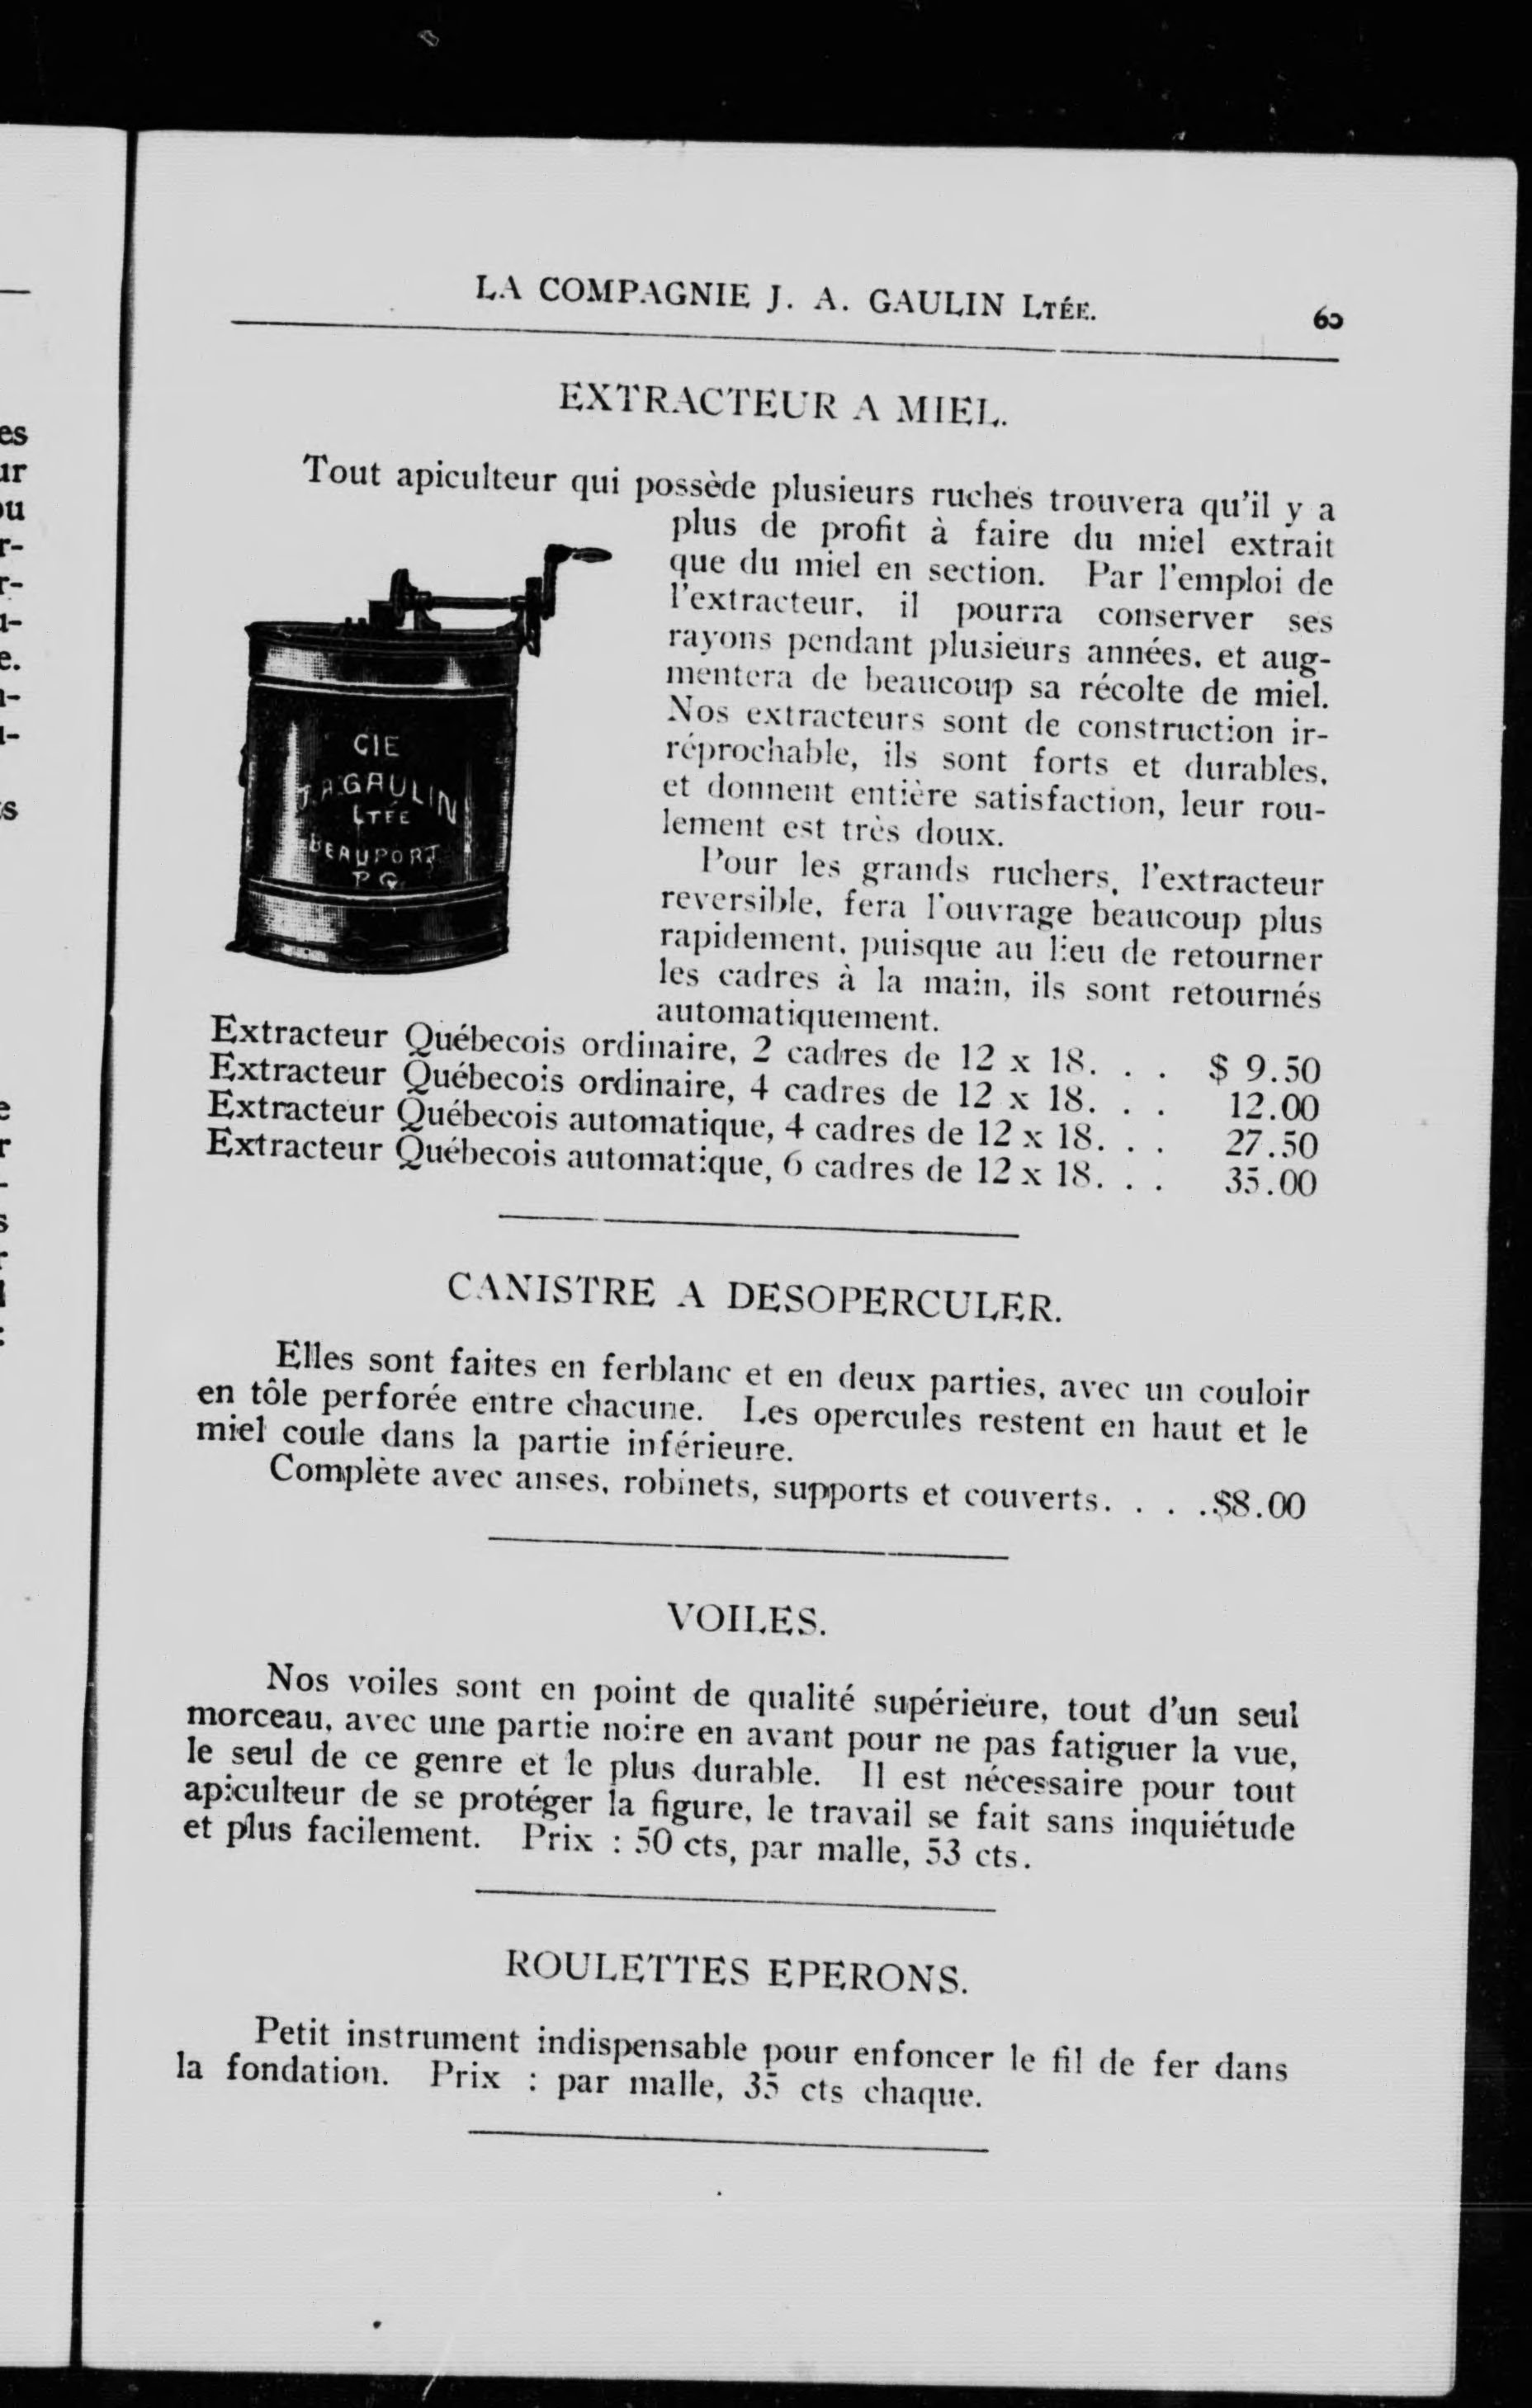 LA COMPAGNIE J. A. GAULIN LTÉE.
60
EXTRACTEUR A MIEL.
Tout apiculteur qui possède plusieurs ruches trouvera qu'il y a
plus de profit à faire du miel extrait
que du miel en section. Par l'emploi de
l'extracteur, il pourra conserver ses
rayons pendant plusieurs années, et aug-
mentera de beaucoup sa récolte de miel.
Nos extracteurs sont de construction ir-
réprochable, ils sont forts et durables,
et donnent entière satisfaction, leur rou-
lement est très doux.
Pour les grands ruchers, l'extracteur
reversible, fera l'ouvrage beaucoup plus
rapidement, puisque au lieu de retourner
les cadres à la main, ils sont retournés
automatiquement.
CIE
J.A. GAULIN
LTÉE
BEAUPORT
P Q.
Extracteur Québecois ordinaire, 2 cadres de 12 x 18. . . $ 9.50
Extracteur Québecois ordinaire, 4 cadres de 12 x 18. . . 12.00
Extracteur Québecois automatique, 4 cadres de 12 x 18. . . 27.50
Extracteur Québecois automatique, 6 cadres de 12 x 18. . . 35.00
CANISTRE A DESOPERCULER.
Elles sont faites en ferblanc et en deux parties, avec un couloir
en tôle perforée entre chacune. Les opercules restent en haut et le
miel coule dans la partie inférieure.
Complète avec anses, robinets, supports et couverts. . . .$8.00
VOILES.
Nos voiles sont en point de qualité supérieure, tout d'un seul
morceau, avec une partie noire en avant pour ne pas fatiguer la vue,
le seul de ce genre et le plus durable. Il est nécessaire pour tout
apiculteur de se protéger la figure, le travail se fait sans inquiétude
et plus facilement. Prix : 50 cts, par malle, 53 cts.
ROULETTES EPERONS.
Petit instrument indispensable pour enfoncer le fil de fer dans
la fondation. Prix : par malle, 35 cts chaque.